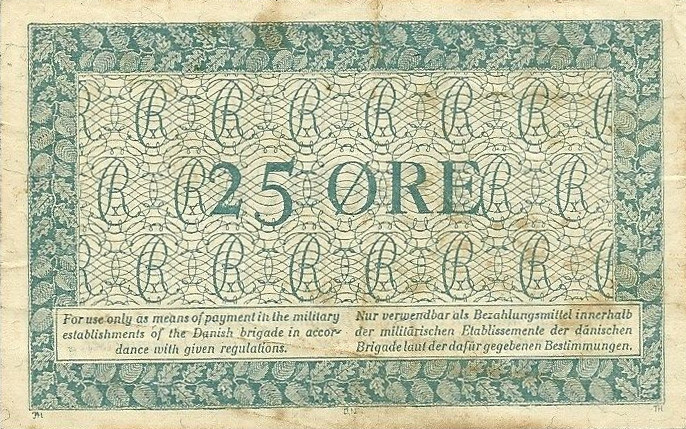 25 ØRE
For use only as means of payment in the military
establishments of the Danish brigade in accor-
dance with given regulations.
Nur verwendbar als Bezahlungsmittel innerhalb
der militärischen Etablissemente der dänischen
Brigade laut der dafür gegebenen Bestimmungen.